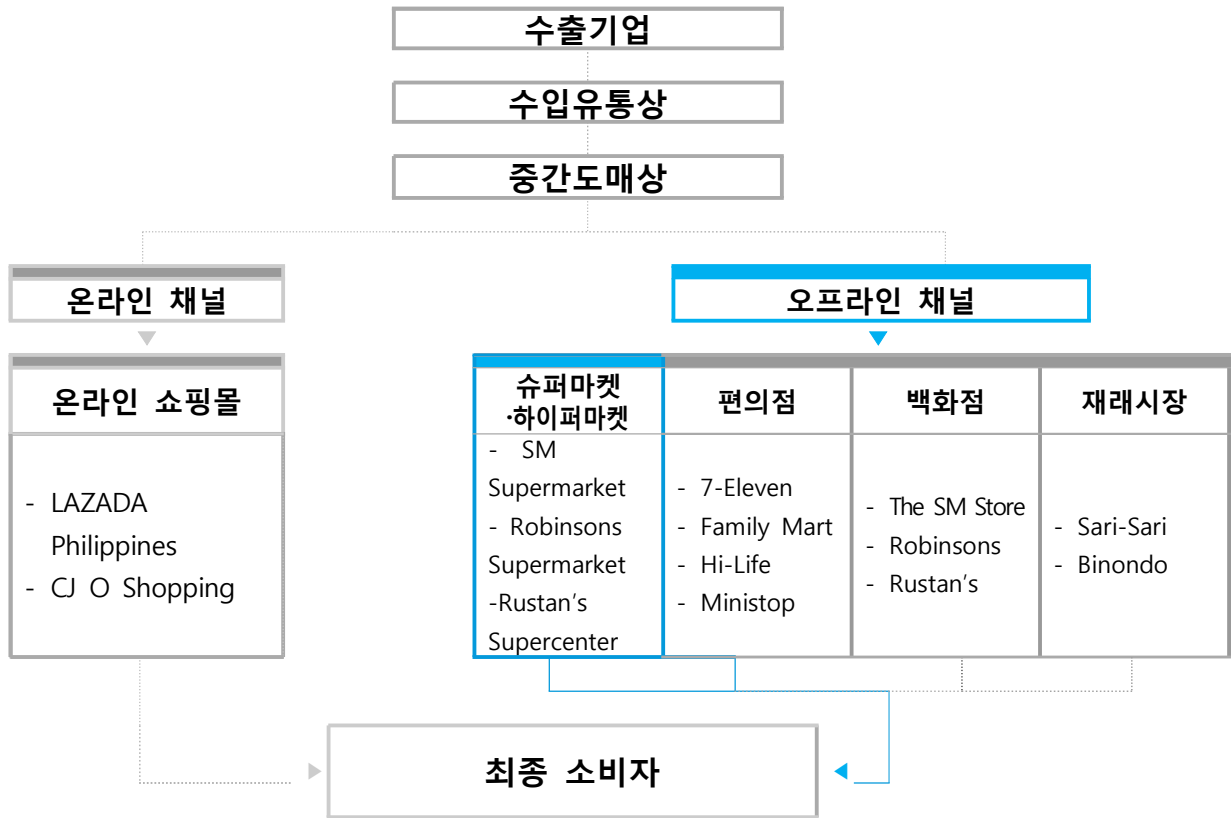 수출기업
수입유통상
중간도매상
온라인 채널
오프라인 채널
온라인 쇼핑몰
- LAZADA
Philippines
- CJ O Shopping
슈퍼마켓
·하이퍼마켓
- SM
Supermarket
- Robinsons
Supermarket
-Rustan’s
Supercenter
편의점
- 7-Eleven
- Family Mart
- Hi-Life
- Ministop
백화점
- The SM Store
- Robinsons
- Rustan’s
재래시장
- Sari-Sari
- Binondo
최종 소비자